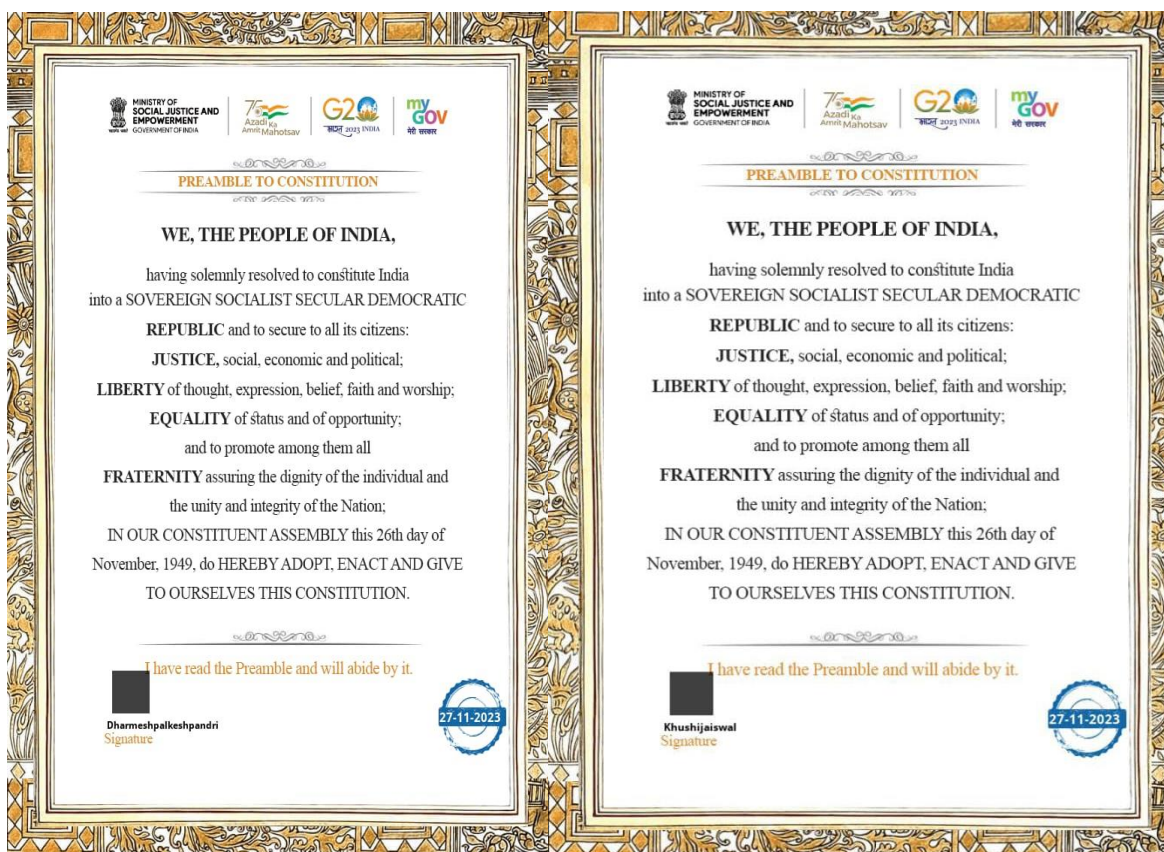 MINISTRY OF
SOCIAL JUSTICE AND
EMPOWERMENT
GOVERNMENT OF INDIA
75
Azadi Ka
Amrit Mahotsav
G20
भारत 2023 INDIA
my
GOV
मेरी सरकार
PREAMBLE TO CONSTITUTION
WE, THE PEOPLE OF INDIA,
having solemnly resolved to constitute India
into a SOVEREIGN SOCIALIST SECULAR DEMOCRATIC
REPUBLIC and to secure to all its citizens:
JUSTICE, social, economic and political;
LIBERTY of thought, expression, belief, faith and worship;
EQUALITY of status and of opportunity;
and to promote among them all
FRATERNITY assuring the dignity of the individual and
the unity and integrity of the Nation;
IN OUR CONSTITUENT ASSEMBLY this 26th day of
November, 1949, do HEREBY ADOPT, ENACT AND GIVE
TO OURSELVES THIS CONSTITUTION.
I have read the Preamble and will abide by it.
Dharmeshpalkeshpandri
Signature
27-11-2023
MINISTRY OF
SOCIAL JUSTICE AND
EMPOWERMENT
GOVERNMENT OF INDIA
75
Azadi Ka
Amrit Mahotsav
G20
भारत 2023 INDIA
my
GOV
मेरी सरकार
PREAMBLE TO CONSTITUTION
WE, THE PEOPLE OF INDIA,
having solemnly resolved to constitute India
into a SOVEREIGN SOCIALIST SECULAR DEMOCRATIC
REPUBLIC and to secure to all its citizens:
JUSTICE, social, economic and political;
LIBERTY of thought, expression, belief, faith and worship;
EQUALITY of status and of opportunity;
and to promote among them all
FRATERNITY assuring the dignity of the individual and
the unity and integrity of the Nation;
IN OUR CONSTITUENT ASSEMBLY this 26th day of
November, 1949, do HEREBY ADOPT, ENACT AND GIVE
TO OURSELVES THIS CONSTITUTION.
I have read the Preamble and will abide by it.
Khushijaiswal
Signature
27-11-2023